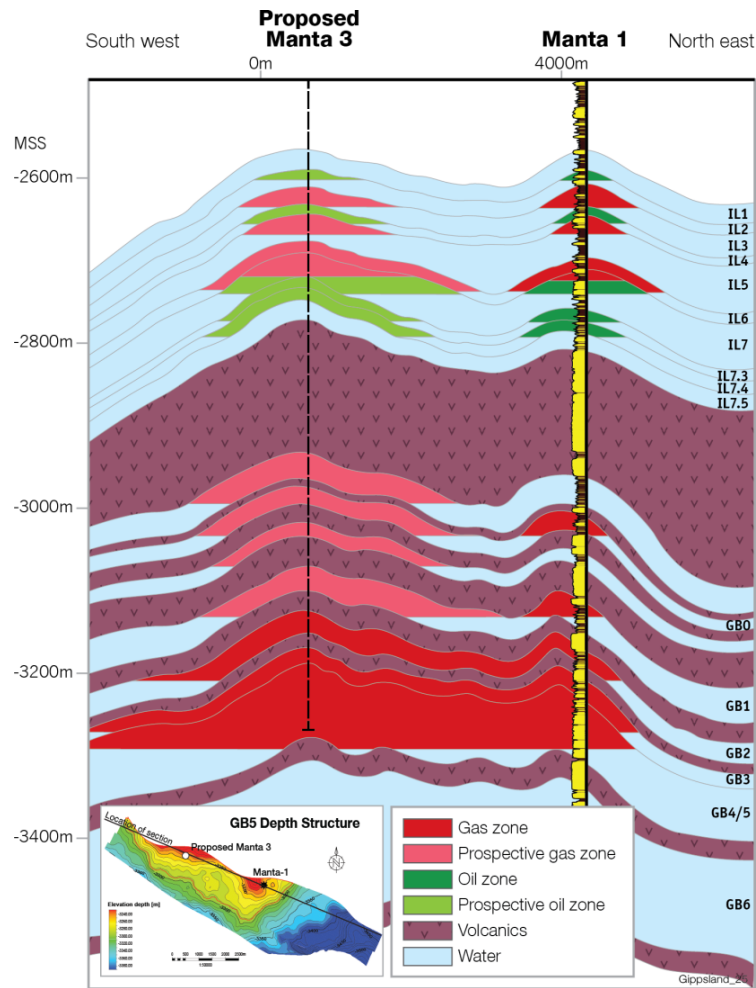 Proposed
South west Manta 3 Manta 1 North east
0m 4000m
MSS
-2600m
IL1
IL2
IL3
IL4
IL5
IL6
IL7
-2800m
IL7.3
IL7.4
IL7.5
-3000m
GB0
-3200m
GB1
GB2
GB3
GB4/5
-3400m
GB6
Location of section
GB5 Depth Structure
Proposed Manta 3
Manta-1
N
Elevation depth [m]
Gas zone
Prospective gas zone
Oil zone
Prospective oil zone
Volcanics
Water